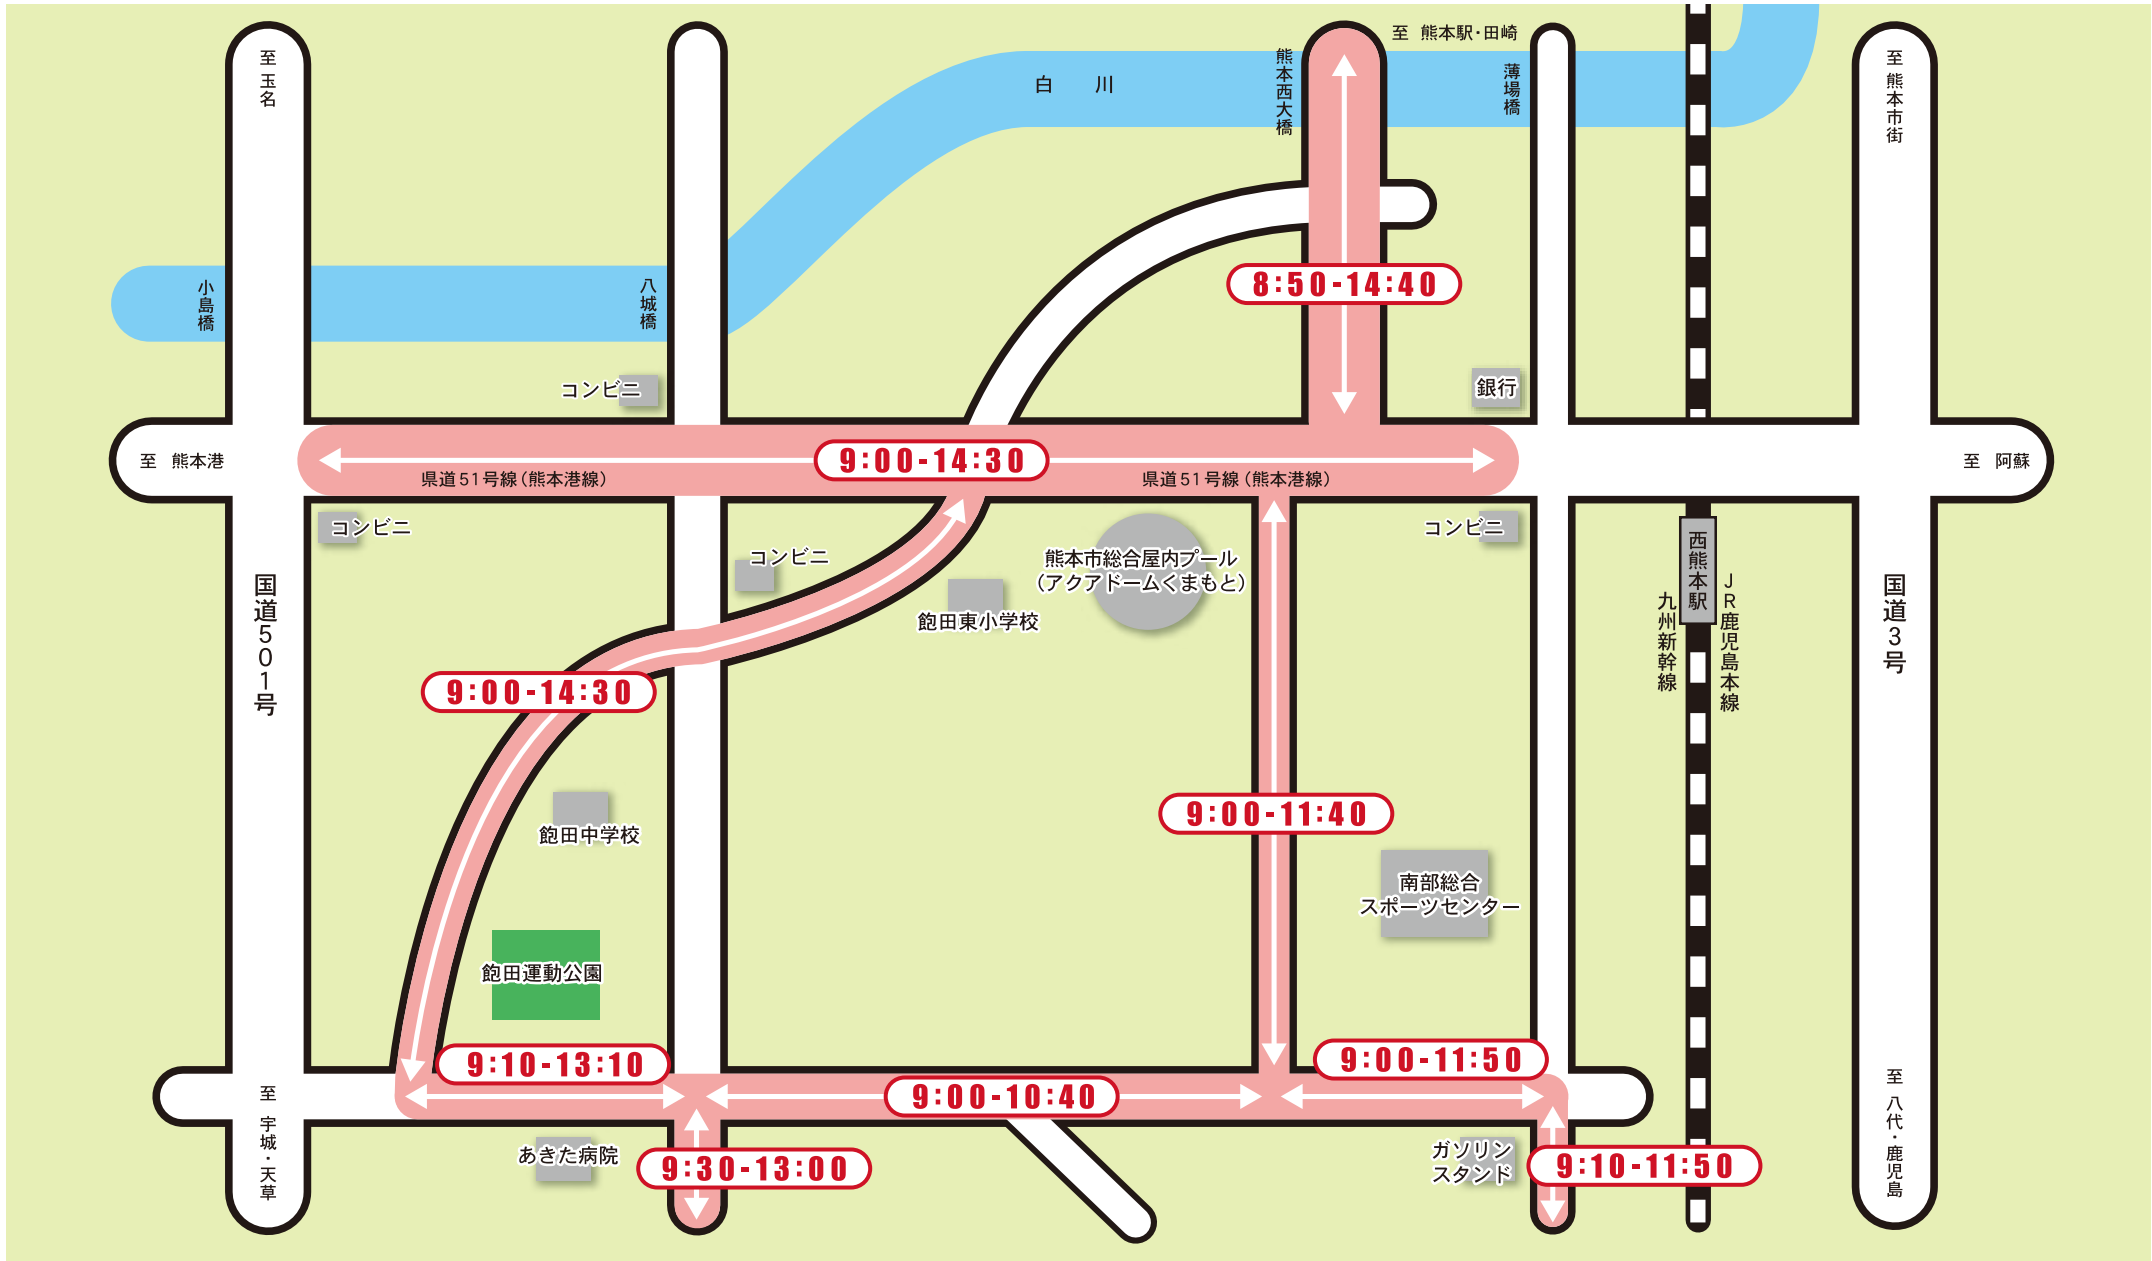 至 玉名
至 熊本駅・田崎
熊本西大橋
白 川
薄場橋
至 熊本市街
小島橋
八城橋
8:50-14:40
コンビニ
銀行
至 熊本港
9:00-14:30
県道51号線(熊本港線)
県道51号線(熊本港線)
至 阿蘇
コンビニ
コンビニ
コンビニ
熊本市総合屋内プール
(アクアドームくまもと)
西熊本駅
国道501号
飽田東小学校
九州新幹線
JR鹿児島本線
国道3号
9:00-14:30
9:00-11:40
飽田中学校
南部総合
スポーツセンター
飽田運動公園
9:10-13:10
9:00-11:50
9:00-10:40
至 宇城・天草
至 八代・鹿児島
あきた病院
9:30-13:00
ガソリン
スタンド
9:10-11:50